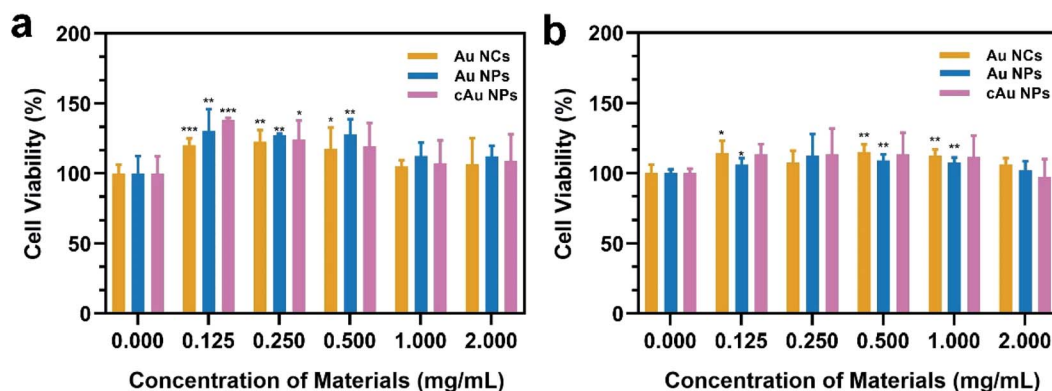 a
200
150
100
50
0
Cell Viability (%)
Au NCs
Au NPs
cAu NPs
*** ** ***
** ** *
* **
0.000 0.125 0.250 0.500 1.000 2.000
Concentration of Materials (mg/mL)
b
200
150
100
50
0
Cell Viability (%)
Au NCs
Au NPs
cAu NPs
* *
** **
** **
0.000 0.125 0.250 0.500 1.000 2.000
Concentration of Materials (mg/mL)